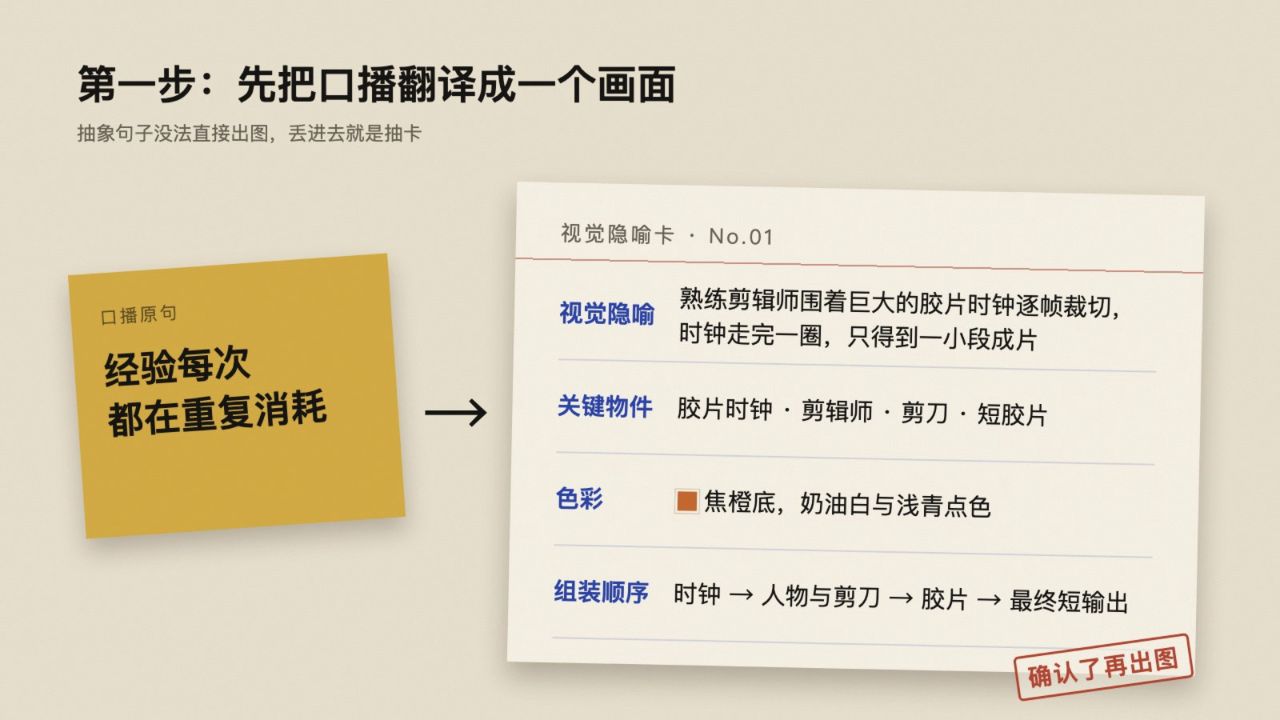 第一步：先把口播翻译成一个画面
抽象句子没法直接出图，丢进去就是抽卡
口播原句
经验每次
都在重复消耗
→
视觉隐喻卡 · No.01
视觉隐喻 熟练剪辑师围着巨大的胶片时钟逐帧裁切，
时钟走完一圈，只得到一小段成片
关键物件 胶片时钟 · 剪辑师 · 剪刀 · 短胶片
色彩 焦橙底，奶油白与浅青点色
组装顺序 时钟 → 人物与剪刀 → 胶片 → 最终短输出
确认了再出图